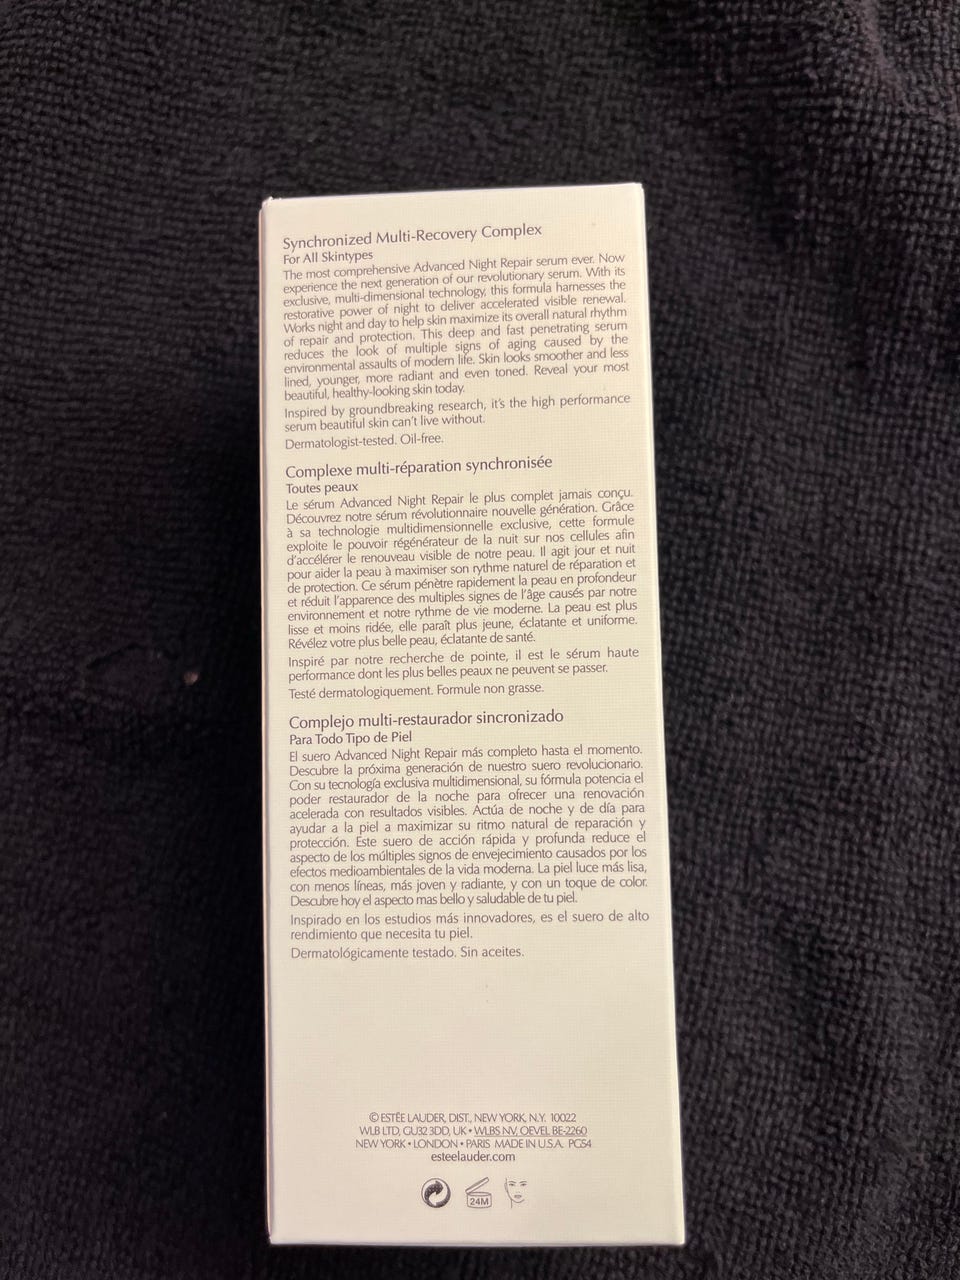 Synchronized Multi-Recovery Complex
For All Skintypes
The most comprehensive Advanced Night Repair serum ever. Now
experience the next generation of our revolutionary serum. With its
exclusive, multi-dimensional technology, this formula harnesses the
restorative power of night to deliver accelerated visible renewal.
Works night and day to help skin maximize its overall natural rhythm
of repair and protection. This deep and fast penetrating serum
reduces the look of multiple signs of aging caused by the
environmental assaults of modern life. Skin looks smoother and less
lined, younger, more radiant and even toned. Reveal your most
beautiful, healthy-looking skin today.
Inspired by groundbreaking research, it's the high performance
serum beautiful skin can't live without.
Dermatologist-tested. Oil-free.
Complexe multi-réparation synchronisée
Toutes peaux
Le sérum Advanced Night Repair le plus complet jamais conçu.
Découvrez notre sérum révolutionnaire nouvelle génération. Grâce
à sa technologie multidimensionnelle exclusive, cette formule
exploite le pouvoir régénérateur de la nuit sur nos cellules afin
d'accélérer le renouveau visible de notre peau. Il agit jour et nuit
pour aider la peau à maximiser son rythme naturel de réparation et
de protection. Ce sérum pénètre rapidement la peau en profondeur
et réduit l'apparence des multiples signes de l'âge causés par notre
environnement et notre rythme de vie moderne. La peau est plus
lisse et moins ridée, elle paraît plus jeune, éclatante et uniforme.
Révélez votre plus belle peau, éclatante de santé.
Inspiré par notre recherche de pointe, il est le sérum haute
performance dont les plus belles peaux ne peuvent se passer.
Testé dermatologiquement. Formule non grasse.
Complejo multi-restaurador sincronizado
Para Todo Tipo de Piel
El suero Advanced Night Repair más completo hasta el momento.
Descubre la próxima generación de nuestro suero revolucionario.
Con su tecnología exclusiva multidimensional, su fórmula potencia el
poder restaurador de la noche para ofrecer una renovación
acelerada con resultados visibles. Actúa de noche y de día para
ayudar a la piel a maximizar su ritmo natural de reparación y
protección. Este suero de acción rápida y profunda reduce el
aspecto de los múltiples signos de envejecimiento causados por los
efectos medioambientales de la vida moderna. La piel luce más lisa,
con menos líneas, más joven y radiante, y con un toque de color.
Descubre hoy el aspecto mas bello y saludable de tu piel.
Inspirado en los estudios más innovadores, es el suero de alto
rendimiento que necesita tu piel.
Dermatológicamente testado. Sin aceites.
© ESTÉE LAUDER, DIST., NEW YORK, N.Y. 10022
WLB LTD, GU32 3DD, UK • WLBS NV, OEVEL BE-2260
NEW YORK • LONDON • PARIS MADE IN U.S.A. PG54
esteelauder.com
24M